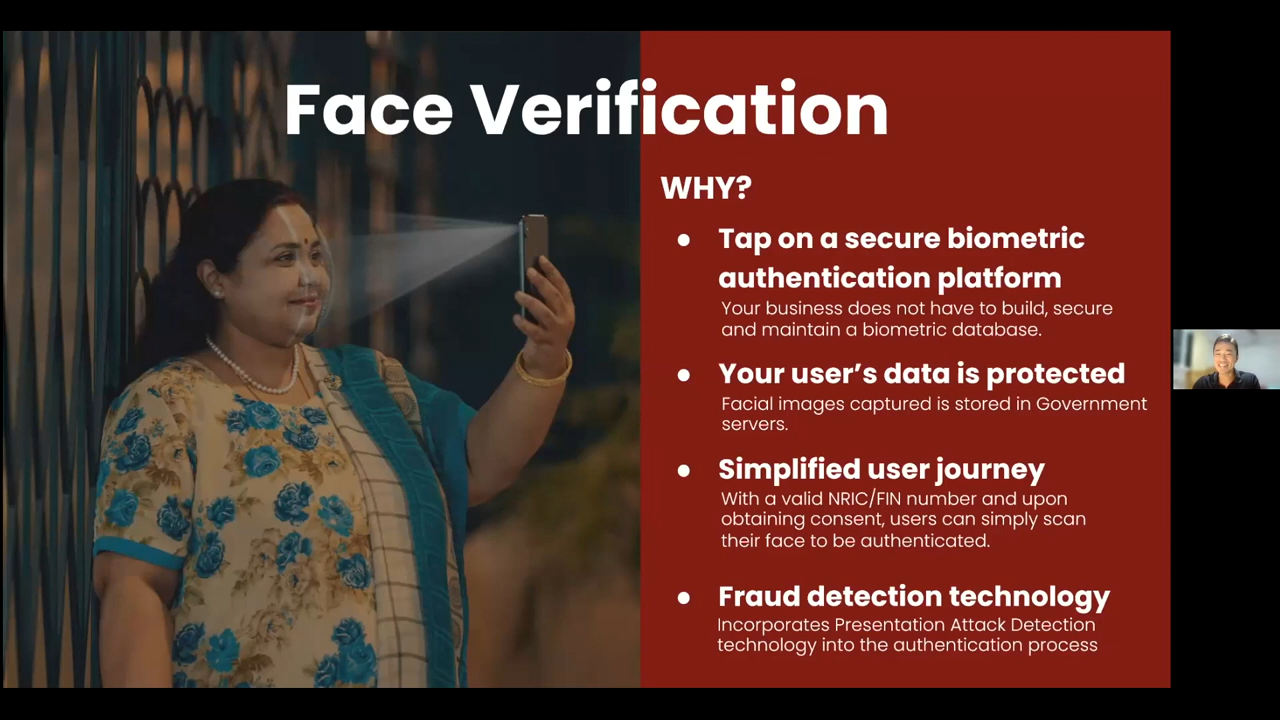 Face Verification
WHY?
● Tap on a secure biometric
authentication platform
Your business does not have to build, secure
and maintain a biometric database.
● Your user’s data is protected
Facial images captured is stored in Government
servers.
● Simplified user journey
With a valid NRIC/FIN number and upon
obtaining consent, users can simply scan
their face to be authenticated.
● Fraud detection technology
Incorporates Presentation Attack Detection
technology into the authentication process